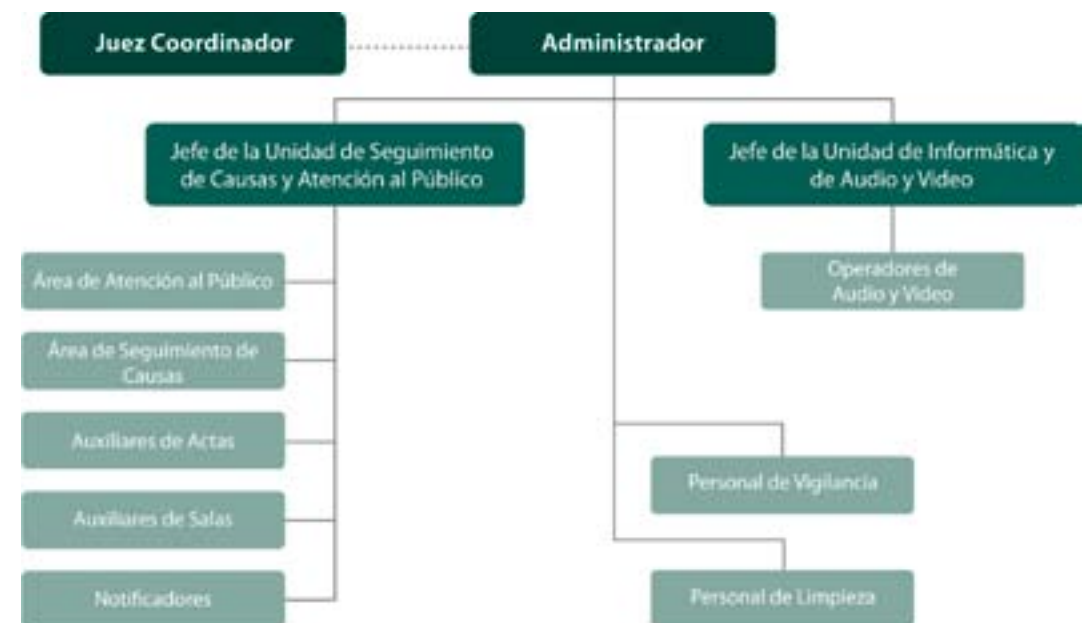 Juez Coordinador
Administrador
Jefe de la Unidad de Seguimiento
de Causas y Atención al Público
Jefe de la Unidad de Informática y
de Audio y Video
Área de Atención al Público
Operadores de
Audio y Video
Área de Seguimiento de
Causas
Auxiliares de Actas
Personal de Vigilancia
Auxiliares de Salas
Notificadores
Personal de Limpieza